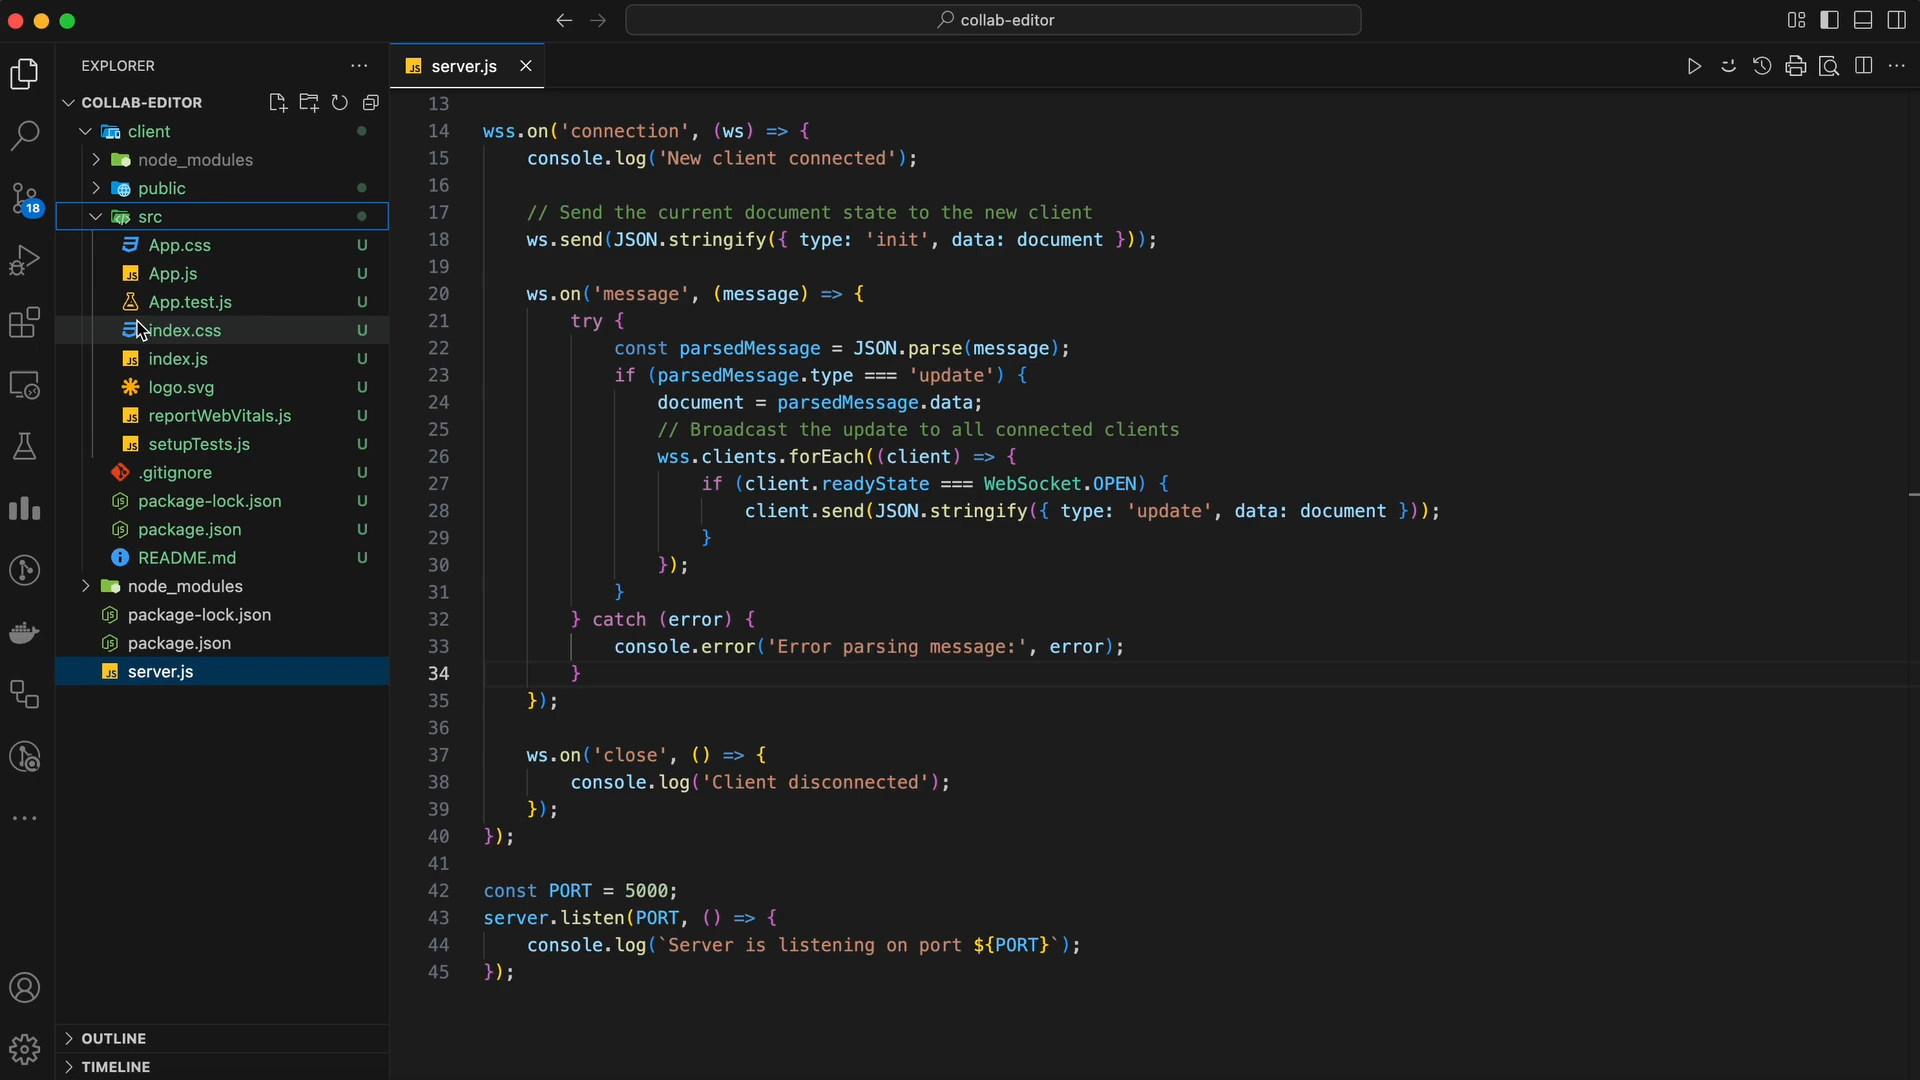 collab-editor
EXPLORER
server.js
COLLAB-EDITOR
client
node_modules
public
src
App.css U
App.js U
App.test.js U
index.css U
index.js U
logo.svg U
reportWebVitals.js U
setupTests.js U
.gitignore U
package-lock.json U
package.json U
README.md U
node_modules
package-lock.json
package.json
server.js
OUTLINE
TIMELINE
18
13
14 wss.on('connection', (ws) => {
15 console.log('New client connected');
16
17 // Send the current document state to the new client
18 ws.send(JSON.stringify({ type: 'init', data: document }));
19
20 ws.on('message', (message) => {
21 try {
22 const parsedMessage = JSON.parse(message);
23 if (parsedMessage.type === 'update') {
24 document = parsedMessage.data;
25 // Broadcast the update to all connected clients
26 wss.clients.forEach((client) => {
27 if (client.readyState === WebSocket.OPEN) {
28 client.send(JSON.stringify({ type: 'update', data: document }));
29 }
30 });
31 }
32 } catch (error) {
33 console.error('Error parsing message:', error);
34 }
35 });
36
37 ws.on('close', () => {
38 console.log('Client disconnected');
39 });
40 });
41
42 const PORT = 5000;
43 server.listen(PORT, () => {
44 console.log(`Server is listening on port ${PORT}`);
45 });